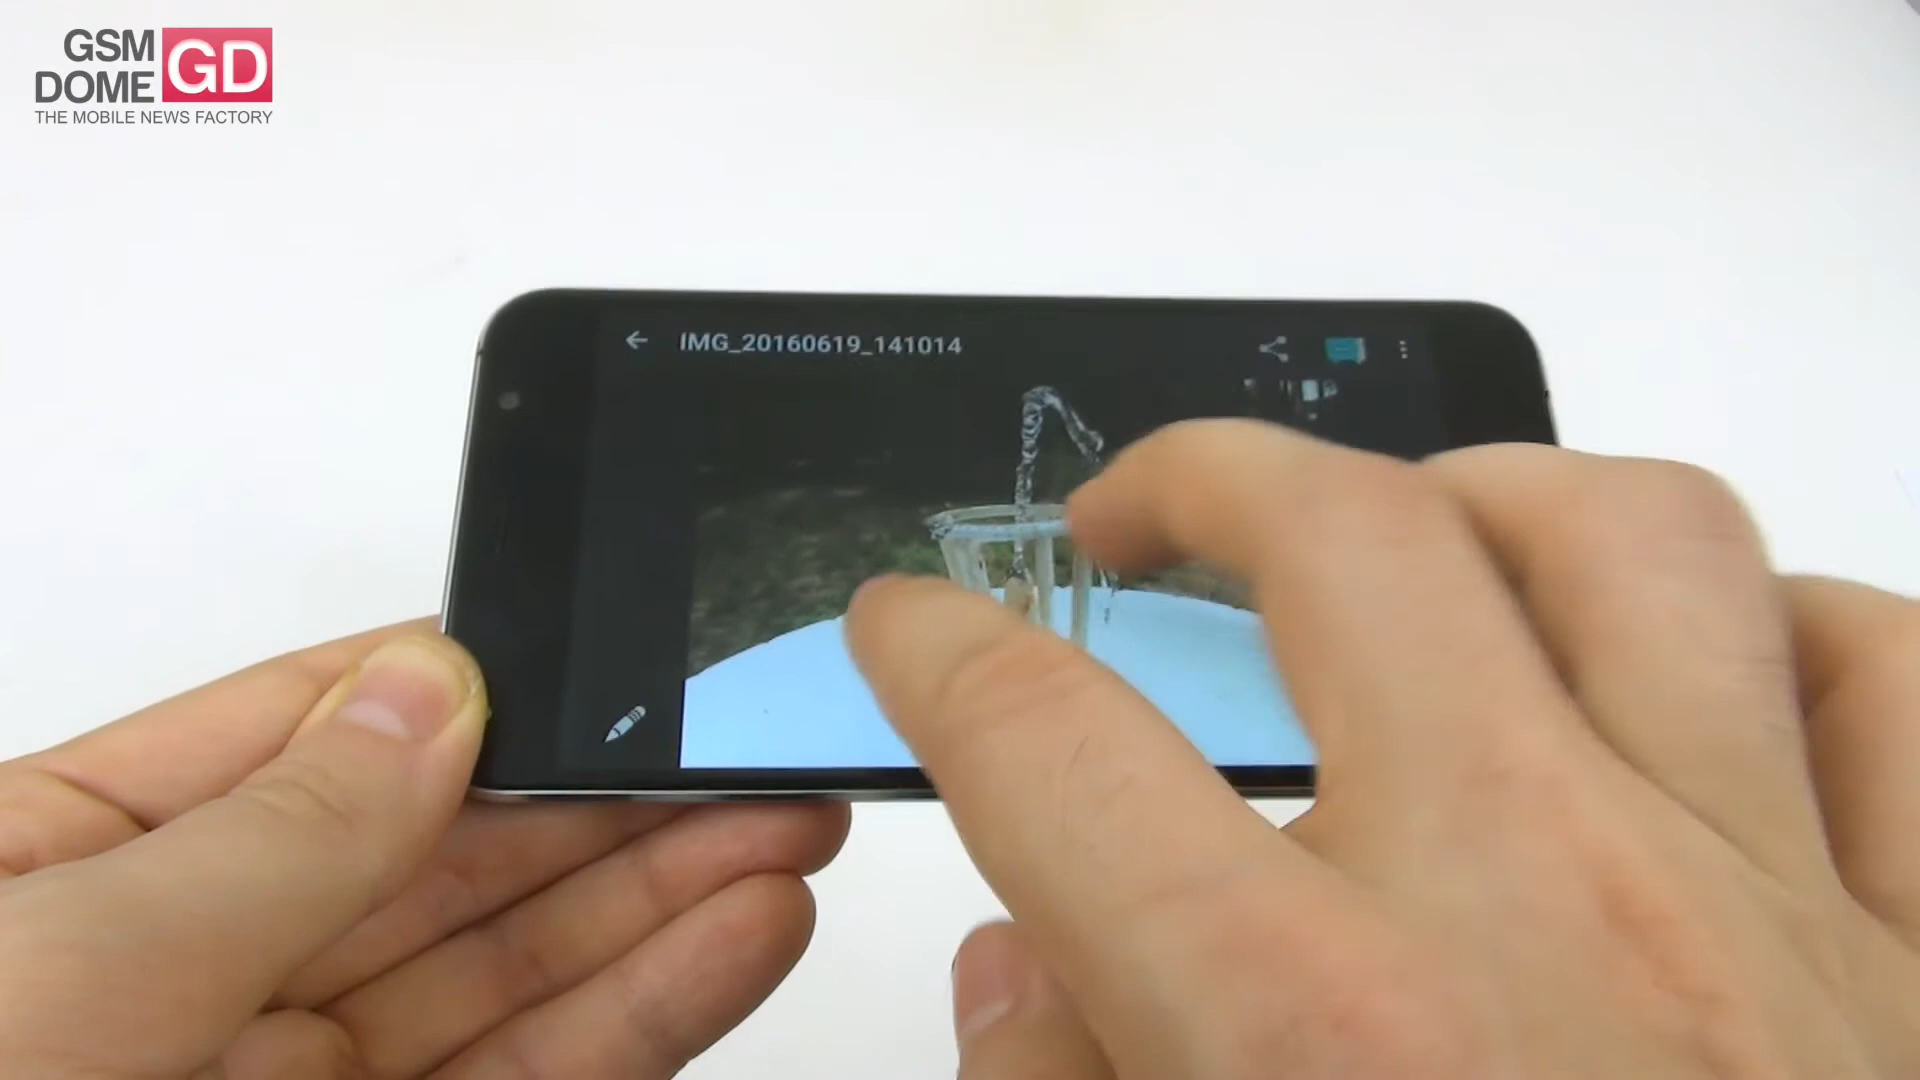 GSM
DOME
GD
THE MOBILE NEWS FACTORY
IMG_20160619_141014